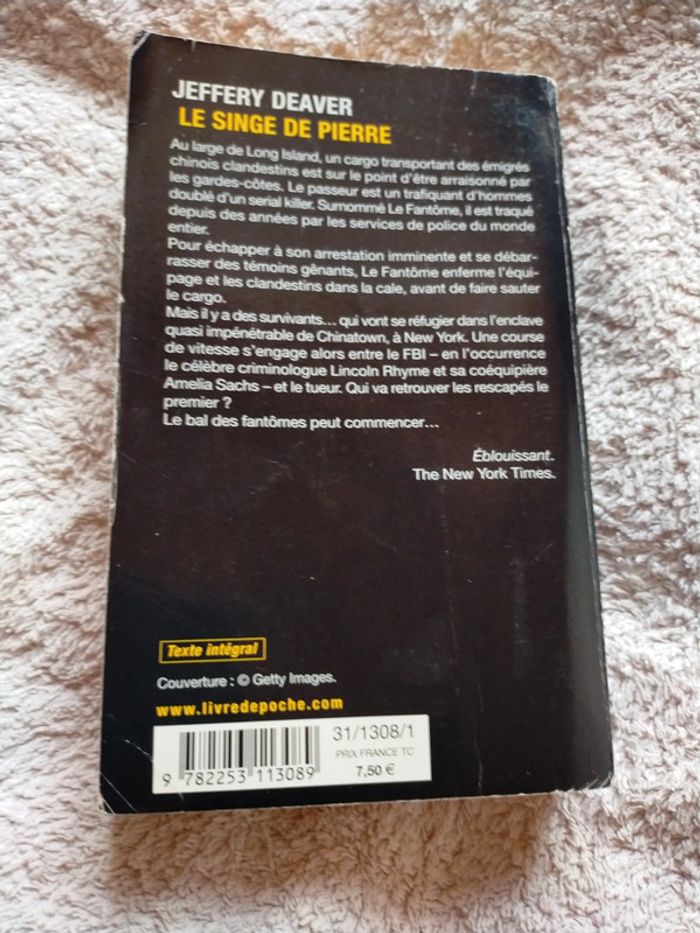 JEFFERY DEAVER
LE SINGE DE PIERRE
Au large de Long Island, un cargo transportant des émigrés
chinois clandestins est sur le point d'être arraisonné par
les gardes-côtes. Le passeur est un trafiquant d'hommes
doublé d'un serial killer. Surnommé Le Fantôme, il est traqué
depuis des années par les services de police du monde
entier.
Pour échapper à son arrestation imminente et se débar-
rasser des témoins gênants, Le Fantôme enferme l'équi-
page et les clandestins dans la cale, avant de faire sauter
le cargo.
Mais il y a des survivants... qui vont se réfugier dans l'enclave
quasi impénétrable de Chinatown, à New York. Une course
de vitesse s'engage alors entre le FBI – en l'occurrence
le célèbre criminologue Lincoln Rhyme et sa coéquipière
Amelia Sachs – et le tueur. Qui va retrouver les rescapés le
premier ?
Le bal des fantômes peut commencer...
Éblouissant.
The New York Times.
Texte intégral
Couverture : © Getty Images.
www.livredepoche.com
31/1308/1
PRIX FRANCE TC
7,50 €
9 782253 113089